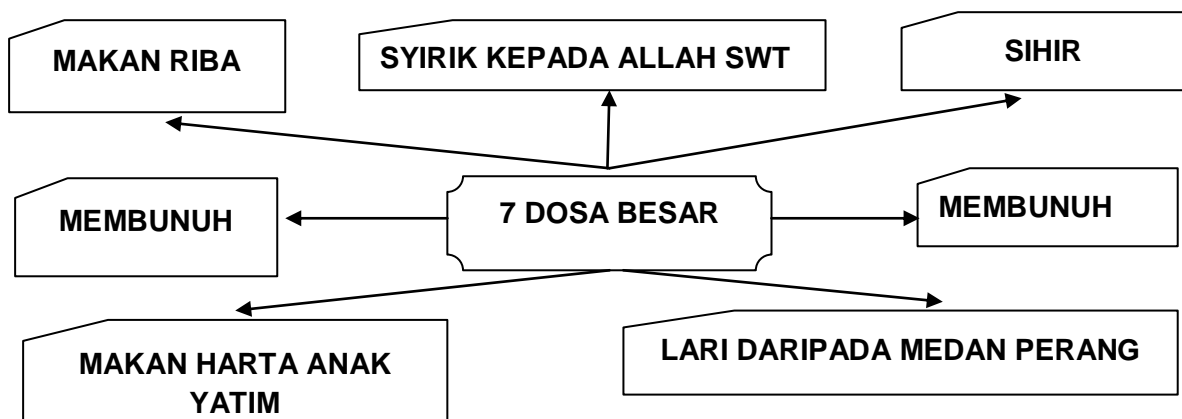 MAKAN RIBA
SYIRIK KEPADA ALLAH SWT
SIHIR
MEMBUNUH
7 DOSA BESAR
MEMBUNUH
MAKAN HARTA ANAK
YATIM
LARI DARIPADA MEDAN PERANG